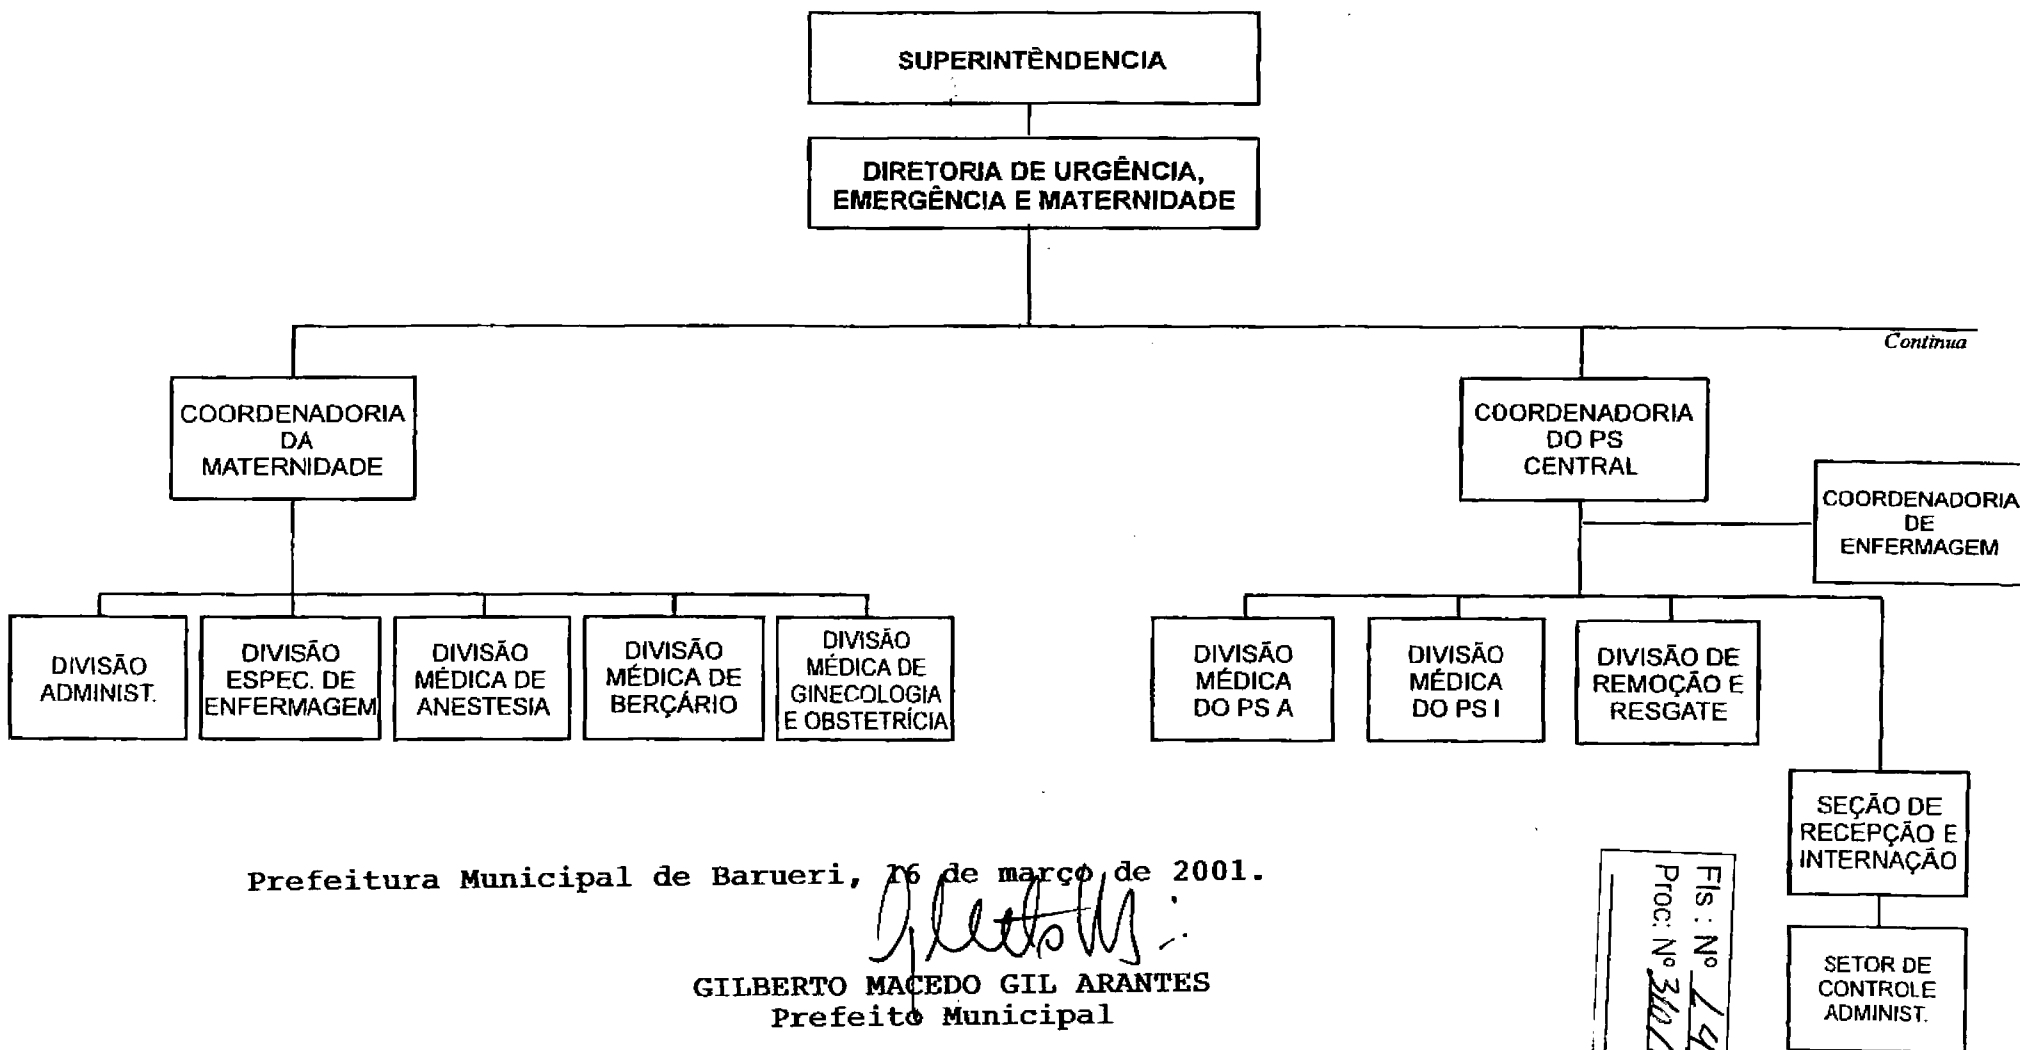 SUPERINTÊNDENCIA
DIRETORIA DE URGÊNCIA,
EMERGÊNCIA E MATERNIDADE
Continua
COORDENADORIA
DA
MATERNIDADE
COORDENADORIA
DO PS
CENTRAL
COORDENADORIA
DE
ENFERMAGEM
DIVISÃO
ADMINIST.
DIVISÃO
ESPEC. DE
ENFERMAGEM
DIVISÃO
MÉDICA DE
ANESTESIA
DIVISÃO
MÉDICA DE
BERÇÁRIO
DIVISÃO
MÉDICA DE
GINECOLOGIA
E OBSTETRÍCIA
DIVISÃO
MÉDICA
DO PS A
DIVISÃO
MÉDICA
DO PS I
DIVISÃO DE
REMOÇÃO E
RESGATE
SEÇÃO DE
RECEPÇÃO E
INTERNAÇÃO
SETOR DE
CONTROLE
ADMINIST.
Prefeitura Municipal de Barueri, 16 de março de 2001.
GILBERTO MACEDO GIL ARANTES
Prefeito Municipal
Fls.: Nº
Proc: Nº